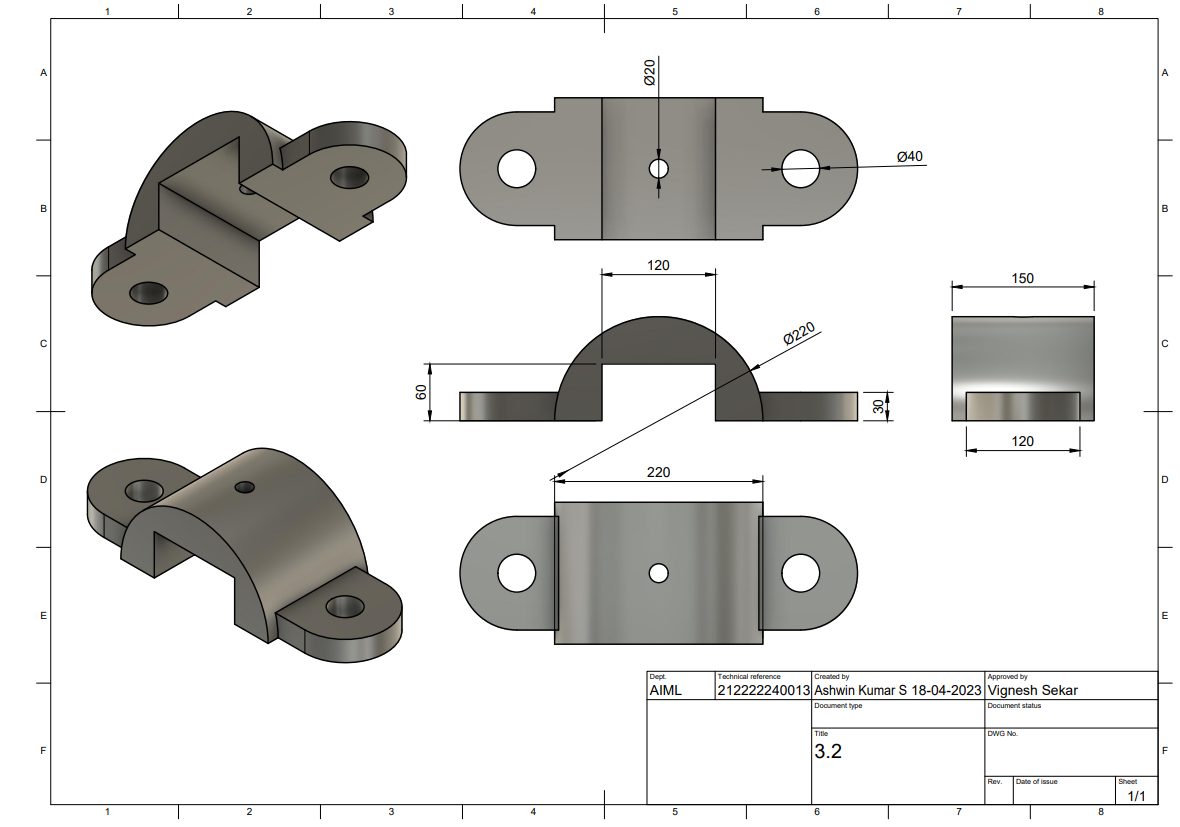 1 2 3 4 5 6 7 8
A A
B B
C C
D D
E E
F F
Ø20
Ø40
120
150
Ø220
60
30
120
220
Dept. Technical reference Created by Approved by
AIML 212222240013 Ashwin Kumar S 18-04-2023 Vignesh Sekar
Document type Document status
Title DWG No.
3.2
Rev. Date of issue Sheet
1/1
1 2 3 4 5 6 7 8